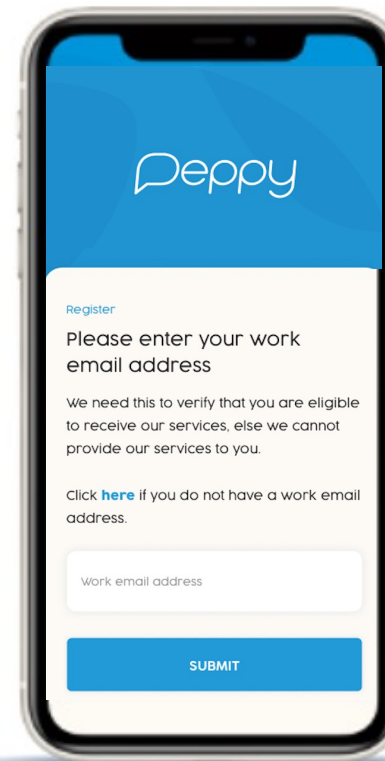 Peppy
Register
Please enter your work
email address
We need this to verify that you are eligible
to receive our services, else we cannot
provide our services to you.
Click here if you do not have a work email
address.
Work email address
SUBMIT